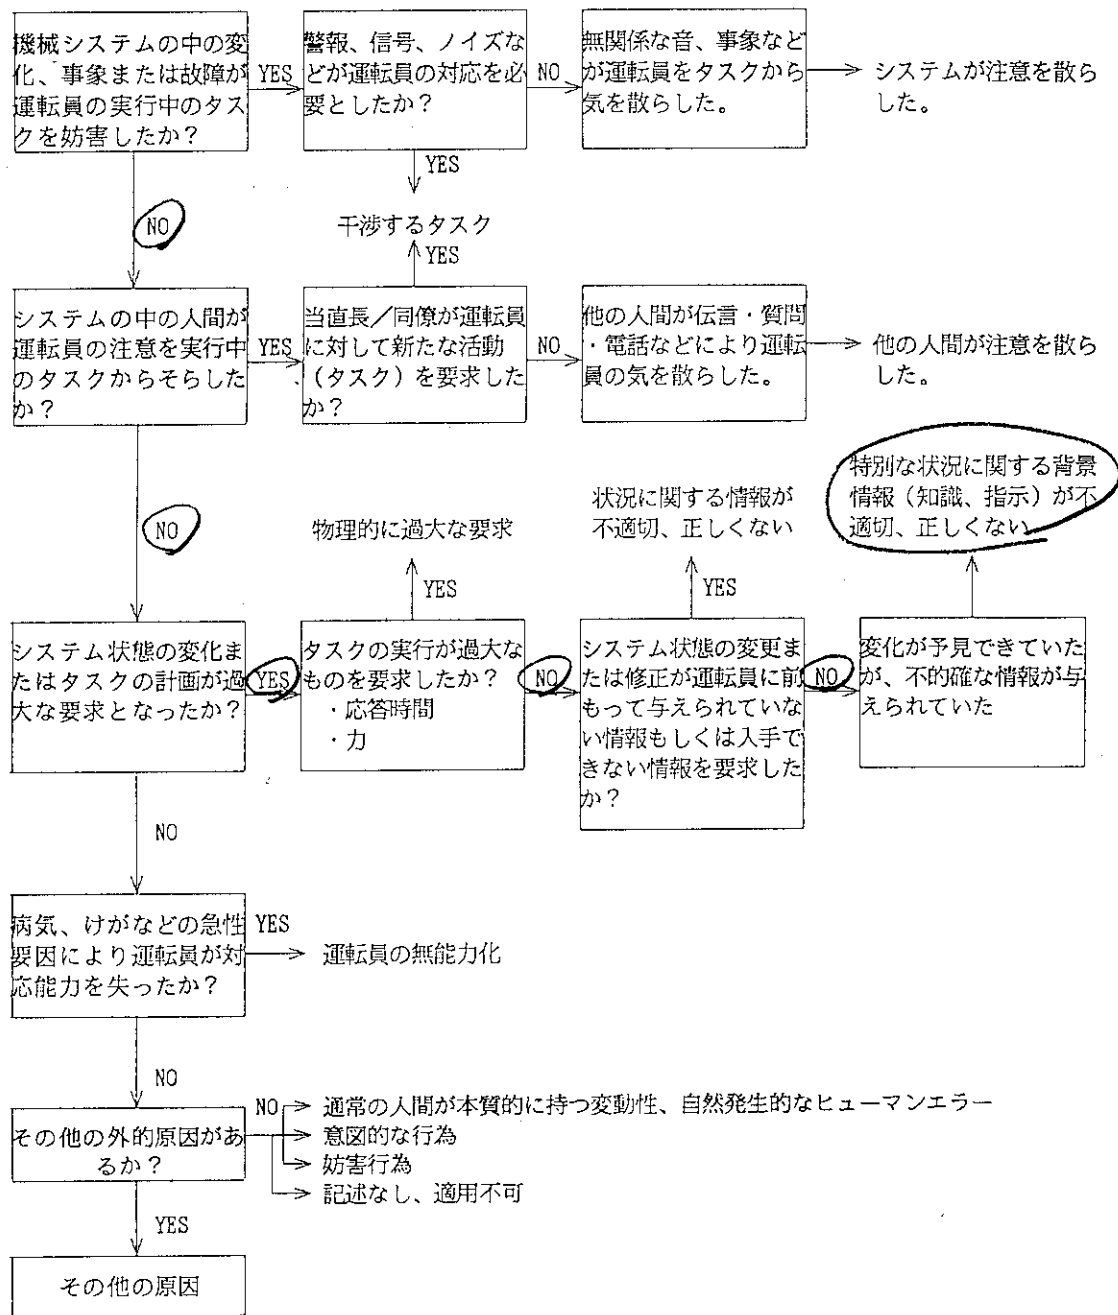 機械システムの中の変
化、事象または故障が
運転員の実行中のタス
クを妨害したか？
YES
警報、信号、ノイズな
どが運転員の対応を必
要としたか？
NO
無関係な音、事象など
が運転員をタスクから
気を散らした。
システムが注意を散ら
した。
YES
NO
干渉するタスク
YES
システムの中の人間が
運転員の注意を実行中
のタスクからそらした
か？
YES
当直長／同僚が運転員
に対して新たな活動
（タスク）を要求した
か？
NO
他の人間が伝言・質問
・電話などにより運転
員の気を散らした。
他の人間が注意を散ら
した。
NO
物理的に過大な要求
状況に関する情報が
不適切、正しくない
特別な状況に関する背景
情報（知識、指示）が不
適切、正しくない
YES
YES
YES
システム状態の変化ま
たはタスクの計画が過
大な要求となったか？
YES
タスクの実行が過大な
ものを要求したか？
・応答時間
・力
NO
システム状態の変更ま
たは修正が運転員に前
もって与えられていな
い情報もしくは入手で
きない情報を要求した
か？
NO
変化が予見できていた
が、不的確な情報が与
えられていた
NO
病気、けがなどの急性
要因により運転員が対
応能力を失ったか？
YES
運転員の無能力化
NO
その他の外的原因があ
るか？
NO
通常の人間が本質的に持つ変動性、自然発生的なヒューマンエラー
意図的な行為
妨害行為
記述なし、適用不可
YES
その他の原因